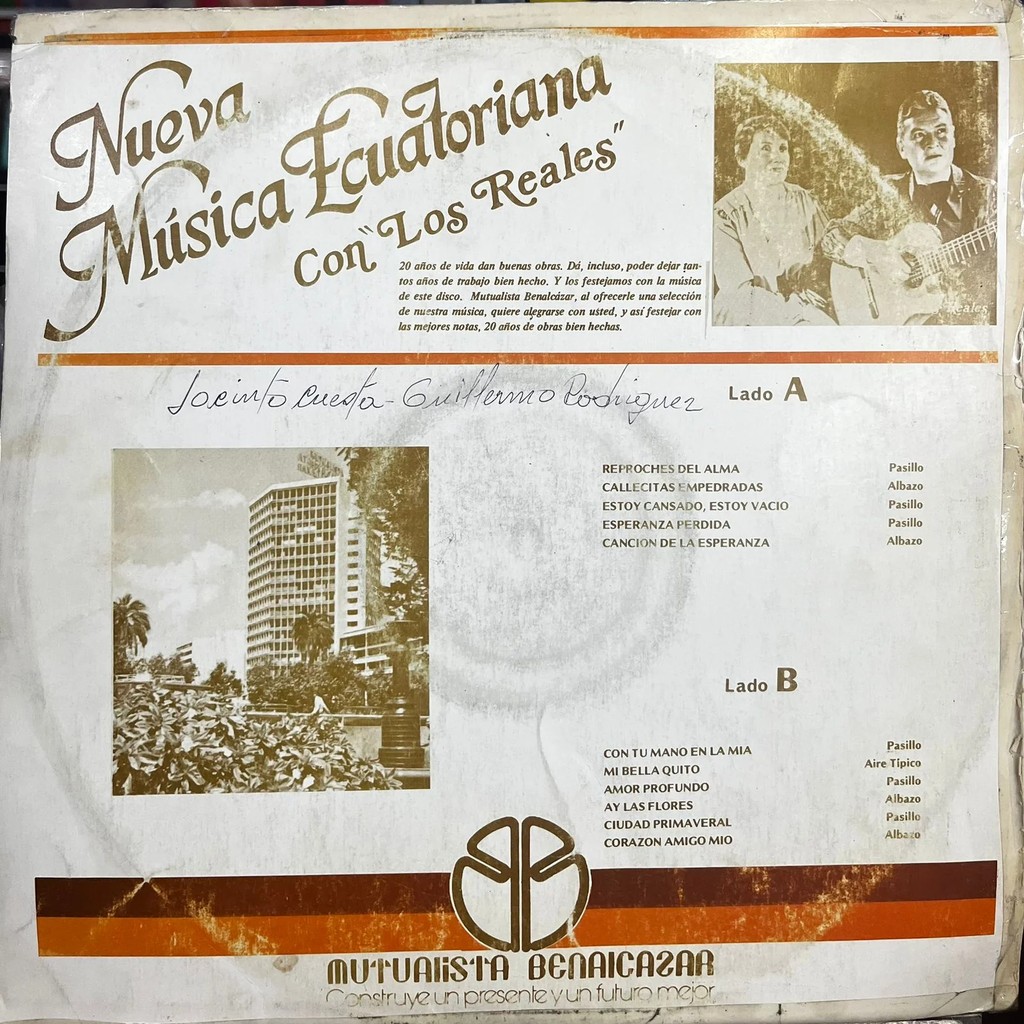 Nueva
Música Ecuatoriana
Con "Los Reales"
20 años de vida dan buenas obras. Dá, incluso, poder dejar tan-
tos años de trabajo bien hecho. Y los festejamos con la música
de este disco. Mutualista Benalcázar, al ofrecerle una selección
de nuestra música, quiere alegrarse con usted, y así festejar con
las mejores notas, 20 años de obras bien hechas.
Reales
Jacinto Cuesta - Guillermo Rodriguez
Lado A
REPROCHES DEL ALMA Pasillo
CALLECITAS EMPEDRADAS Albazo
ESTOY CANSADO, ESTOY VACIO Pasillo
ESPERANZA PERDIDA Pasillo
CANCION DE LA ESPERANZA Albazo
Lado B
CON TU MANO EN LA MIA Pasillo
MI BELLA QUITO Aire Típico
AMOR PROFUNDO Pasillo
AY LAS FLORES Albazo
CIUDAD PRIMAVERAL Pasillo
CORAZON AMIGO MIO Albazo
MUTUALISTA BENALCAZAR
Construye un presente y un futuro mejor